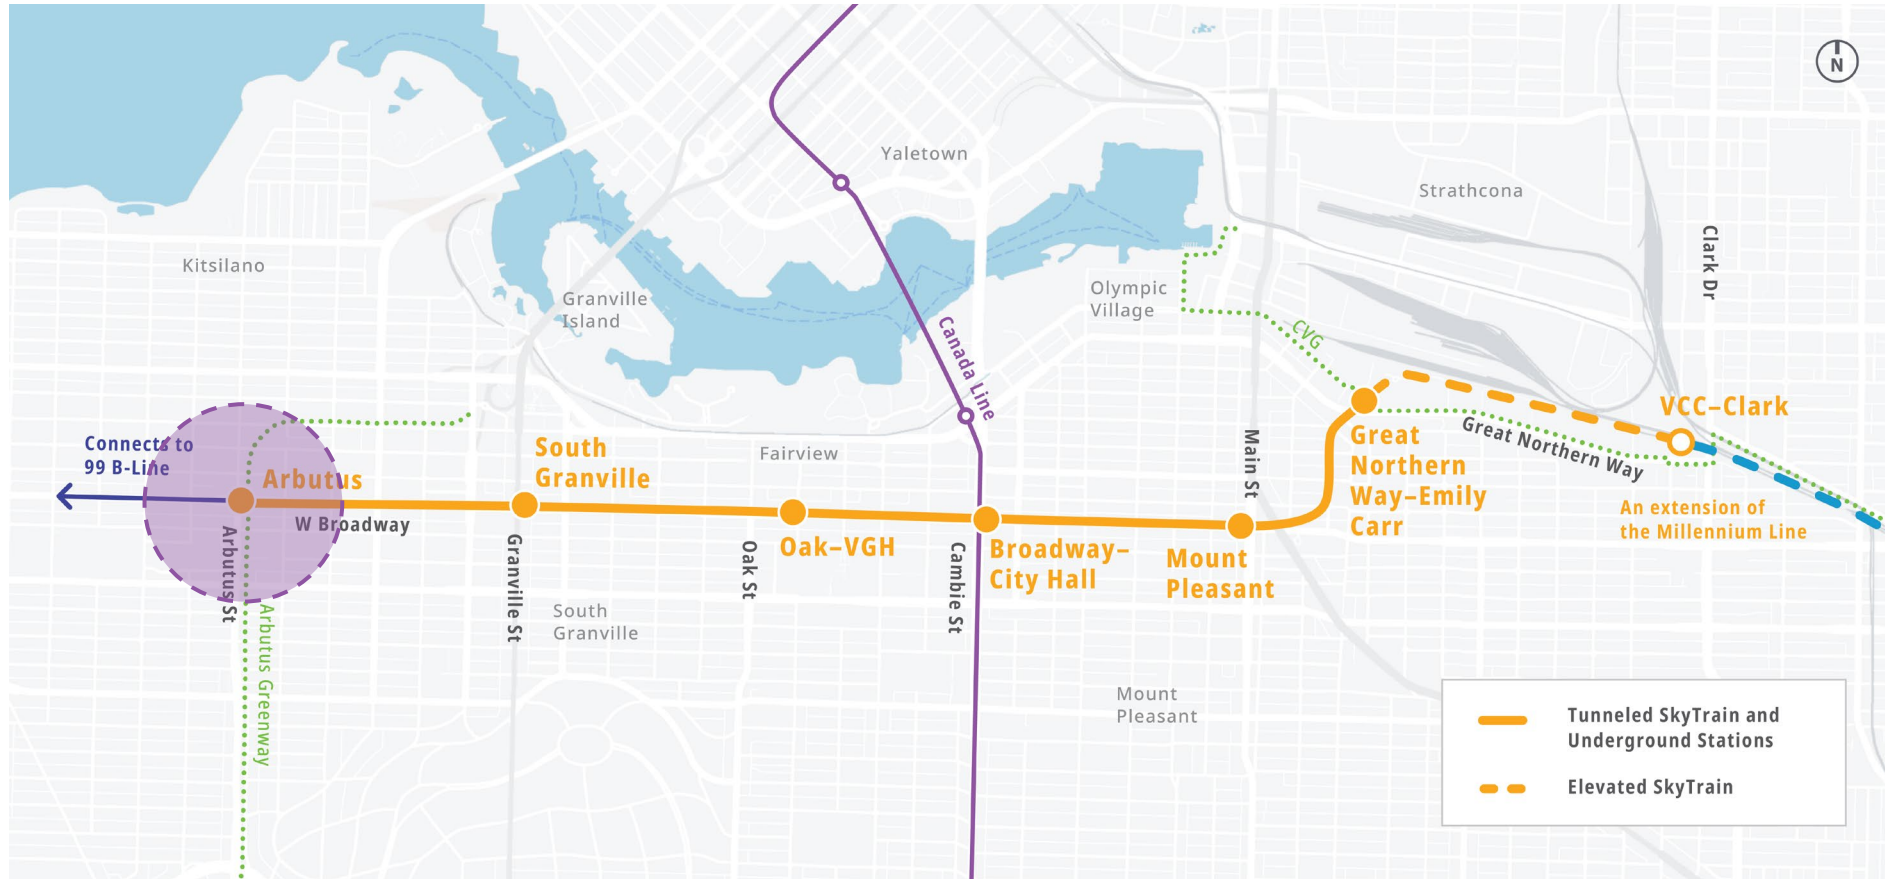 N
Yaletown
Strathcona
Clark Dr
Kitsilano
Granville
Island
Olympic
Village
Canada Line
CVG
VCC–Clark
Great Northern Way
Great
Northern
Way–Emily
Carr
Main St
Connects to
99 B-Line
Arbutus
South
Granville
Fairview
W Broadway
Oak–VGH
Broadway–
City Hall
Mount
Pleasant
An extension of
the Millennium Line
Arbutus St
Granville St
Oak St
Cambie St
Arbutus Greenway
South
Granville
Mount
Pleasant
Tunneled SkyTrain and
Underground Stations
Elevated SkyTrain